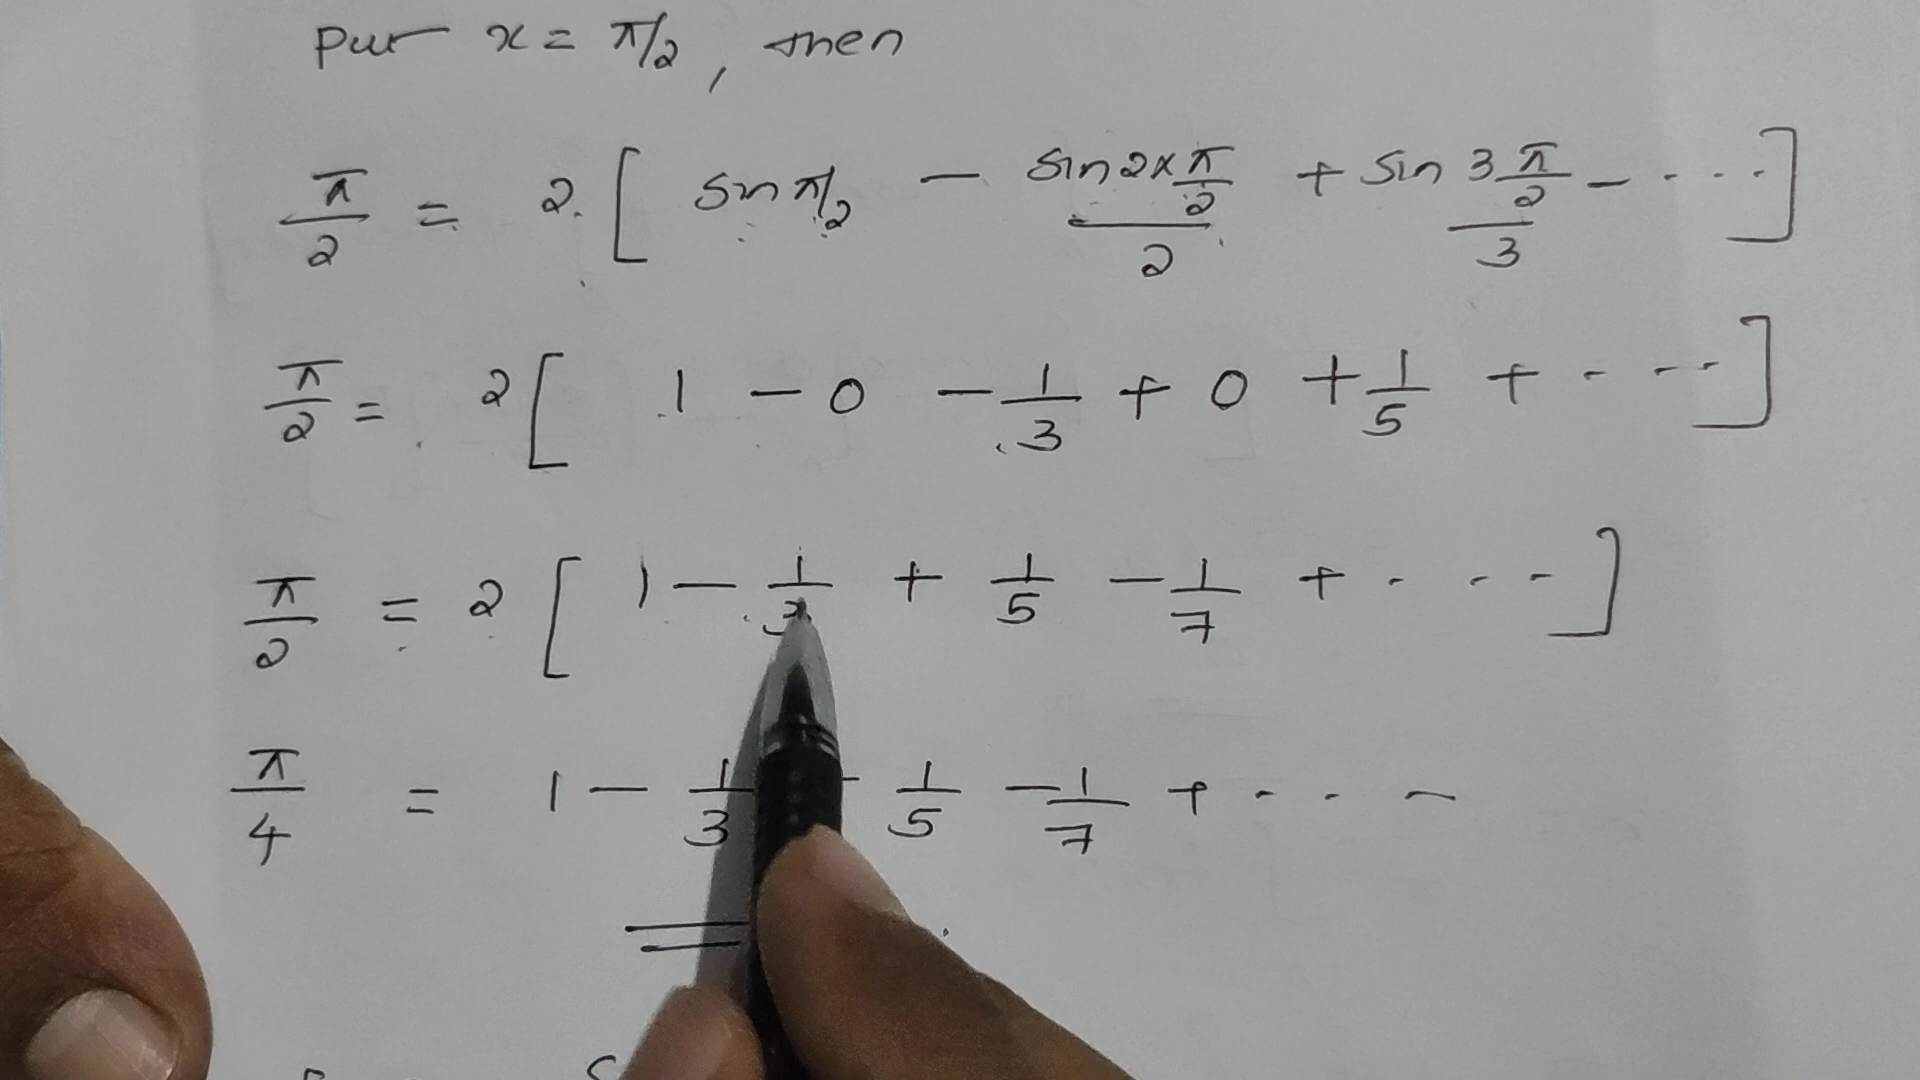 Put x = π/2, then
π/2 = 2 [ sin π/2 - sin 2×π/2 / 2 + sin 3 π/2 / 3 - ... ]
π/2 = 2 [ 1 - 0 - 1/3 + 0 + 1/5 + ... ]
π/2 = 2 [ 1 - 1/3 + 1/5 - 1/7 + ... ]
π/4 = 1 - 1/3 + 1/5 - 1/7 + ...